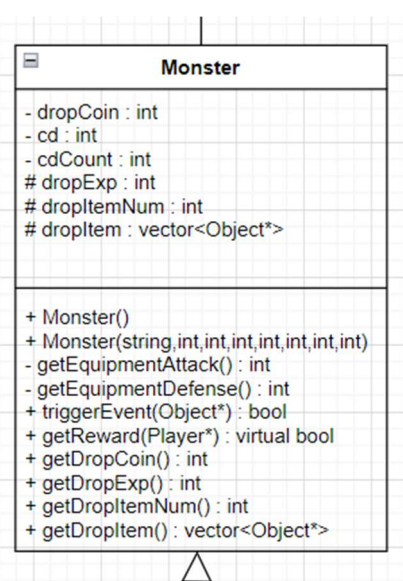 Monster
- dropCoin : int
- cd : int
- cdCount : int
# dropExp : int
# dropItemNum : int
# dropItem : vector<Object*>
+ Monster()
+ Monster(string,int,int,int,int,int,int,int)
- getEquipmentAttack() : int
- getEquipmentDefense() : int
+ triggerEvent(Object*) : bool
+ getReward(Player*) : virtual bool
+ getDropCoin() : int
+ getDropExp() : int
+ getDropItemNum() : int
+ getDropItem() : vector<Object*>